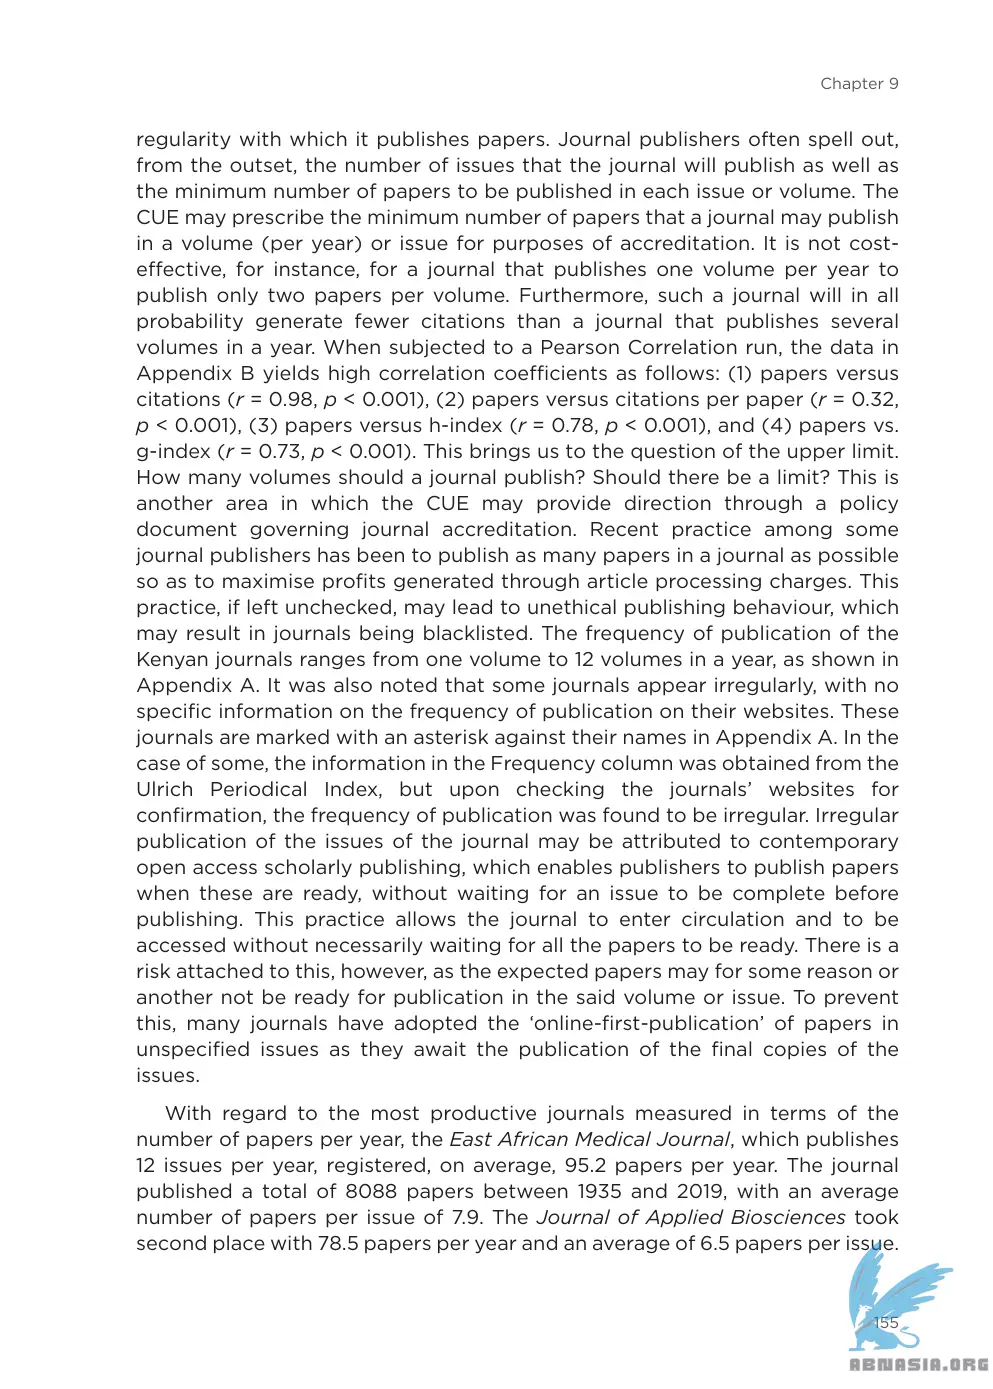 Chapter 9
regularity with which it publishes papers. Journal publishers often spell out,
from the outset, the number of issues that the journal will publish as well as
the minimum number of papers to be published in each issue or volume. The
CUE may prescribe the minimum number of papers that a journal may publish
in a volume (per year) or issue for purposes of accreditation. It is not cost-
effective, for instance, for a journal that publishes one volume per year to
publish only two papers per volume. Furthermore, such a journal will in all
probability generate fewer citations than a journal that publishes several
volumes in a year. When subjected to a Pearson Correlation run, the data in
Appendix B yields high correlation coefficients as follows: (1) papers versus
citations (r = 0.98, p < 0.001), (2) papers versus citations per paper (r = 0.32,
p < 0.001), (3) papers versus h-index (r = 0.78, p < 0.001), and (4) papers vs.
g-index (r = 0.73, p < 0.001). This brings us to the question of the upper limit.
How many volumes should a journal publish? Should there be a limit? This is
another area in which the CUE may provide direction through a policy
document governing journal accreditation. Recent practice among some
journal publishers has been to publish as many papers in a journal as possible
so as to maximise profits generated through article processing charges. This
practice, if left unchecked, may lead to unethical publishing behaviour, which
may result in journals being blacklisted. The frequency of publication of the
Kenyan journals ranges from one volume to 12 volumes in a year, as shown in
Appendix A. It was also noted that some journals appear irregularly, with no
specific information on the frequency of publication on their websites. These
journals are marked with an asterisk against their names in Appendix A. In the
case of some, the information in the Frequency column was obtained from the
Ulrich Periodical Index, but upon checking the journals’ websites for
confirmation, the frequency of publication was found to be irregular. Irregular
publication of the issues of the journal may be attributed to contemporary
open access scholarly publishing, which enables publishers to publish papers
when these are ready, without waiting for an issue to be complete before
publishing. This practice allows the journal to enter circulation and to be
accessed without necessarily waiting for all the papers to be ready. There is a
risk attached to this, however, as the expected papers may for some reason or
another not be ready for publication in the said volume or issue. To prevent
this, many journals have adopted the ‘online-first-publication’ of papers in
unspecified issues as they await the publication of the final copies of the
issues.
With regard to the most productive journals measured in terms of the
number of papers per year, the East African Medical Journal, which publishes
12 issues per year, registered, on average, 95.2 papers per year. The journal
published a total of 8088 papers between 1935 and 2019, with an average
number of papers per issue of 7.9. The Journal of Applied Biosciences took
second place with 78.5 papers per year and an average of 6.5 papers per issue.
155
ABNASIA.ORG